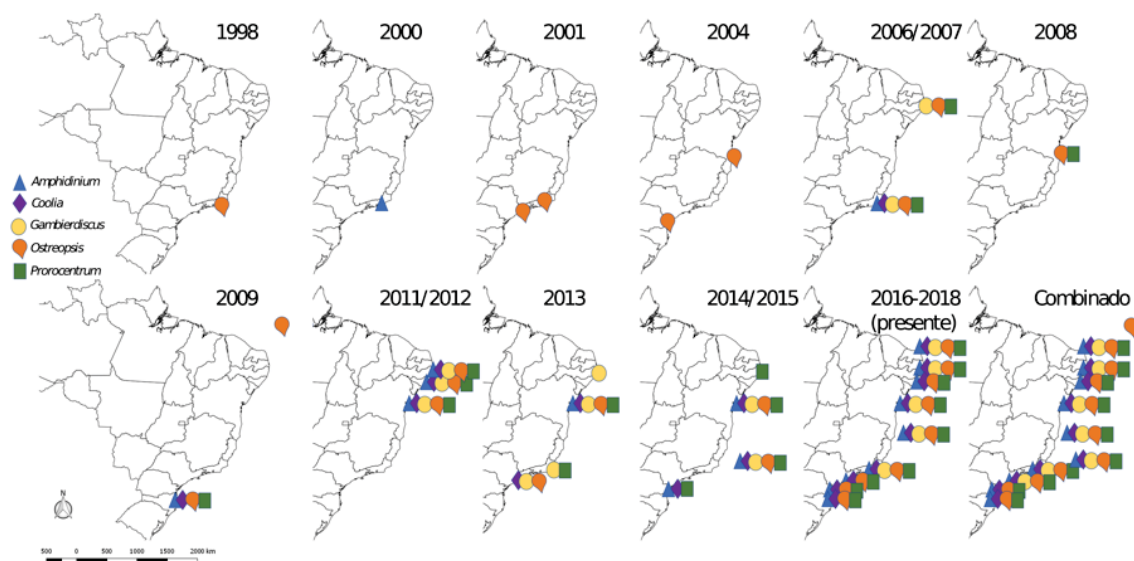 1998
2000
2001
2004
2006/2007
2008
Amphidinium
Coolia
Gambierdiscus
Ostreopsis
Prorocentrum
2009
2011/2012
2013
2014/2015
2016-2018
(presente)
Combinado
N
500 0 500 1000 1500 2000 km